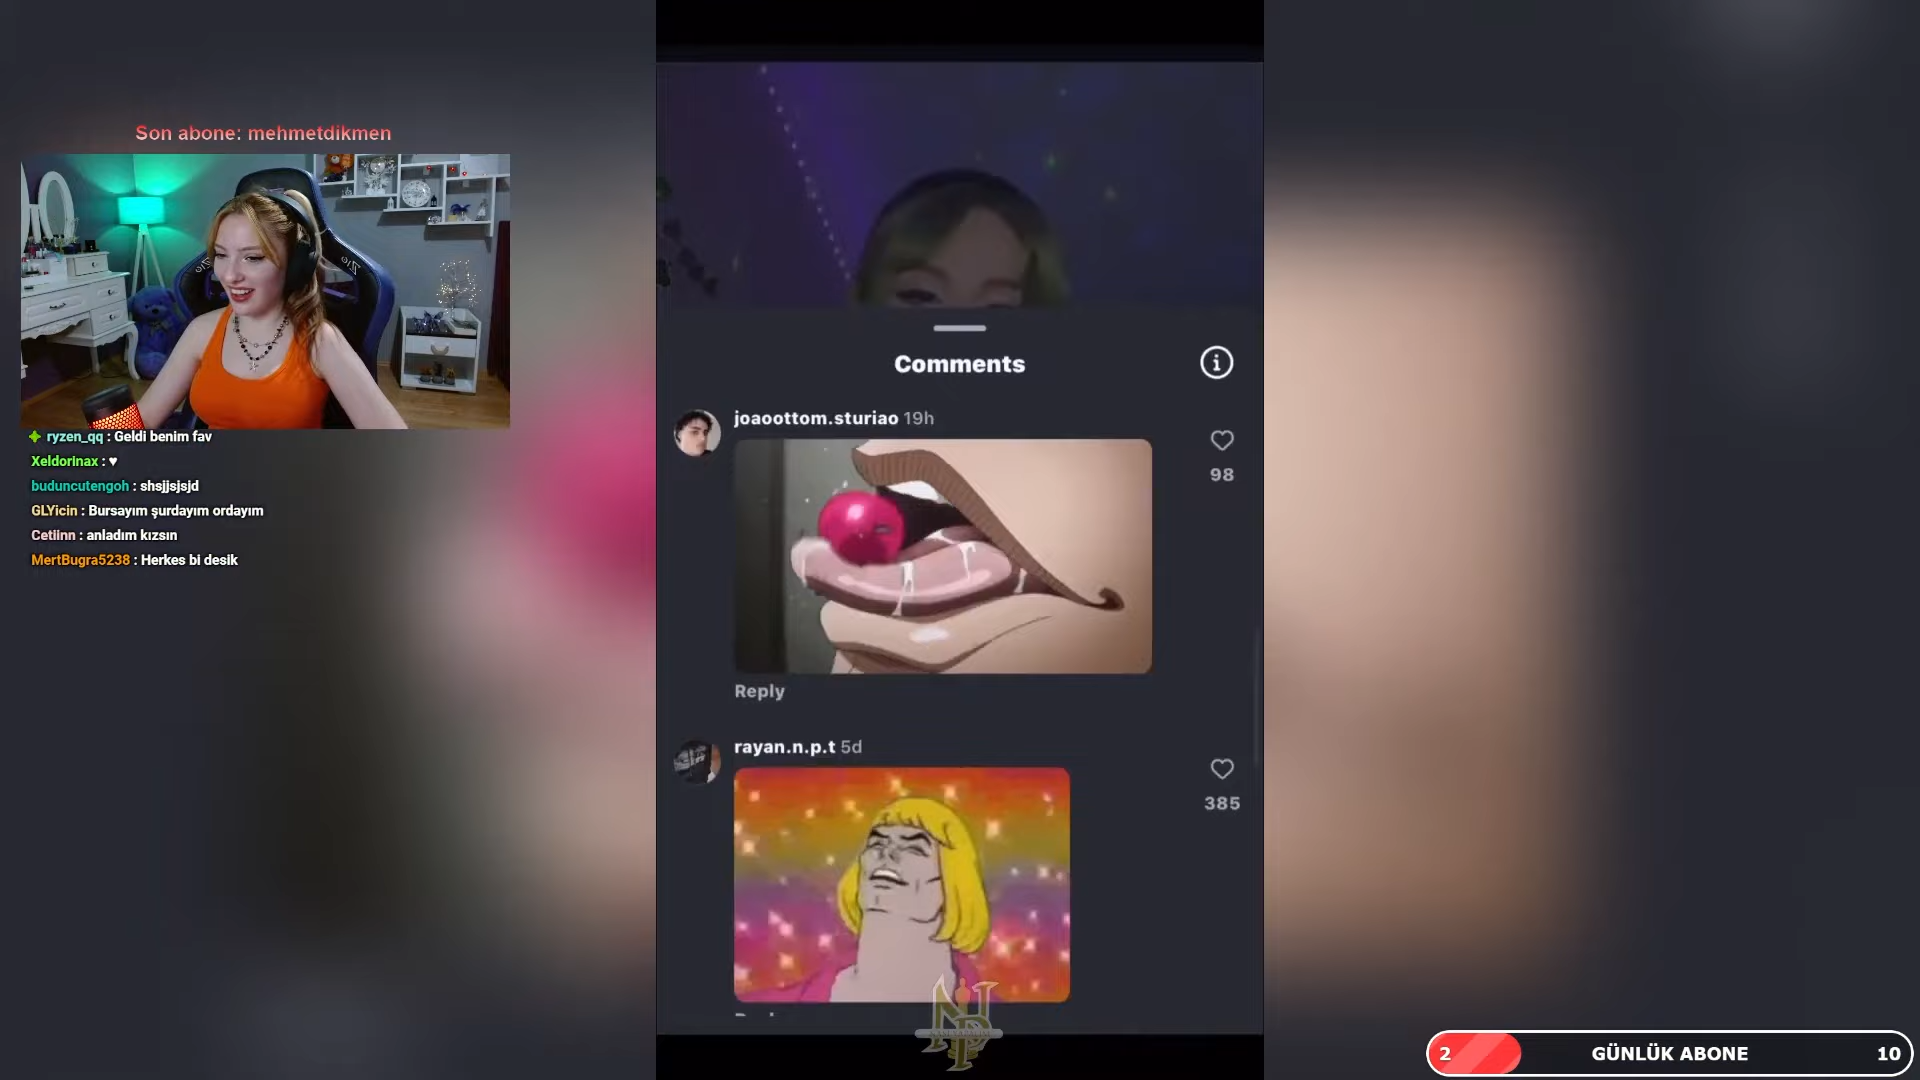 Son abone: mehmetdikmen
ryzen_qq : Geldi benim fav
Xeldorinax : ♥
buduncutengoh : shsjjsjsjd
GLYicin : Bursayım şurdayım ordayım
Cetiinn : anladım kızsın
MertBugra5238 : Herkes bi desik
Comments
joaoottom.sturiao 19h
98
Reply
rayan.n.p.t 5d
385
2 GÜNLÜK ABONE 10